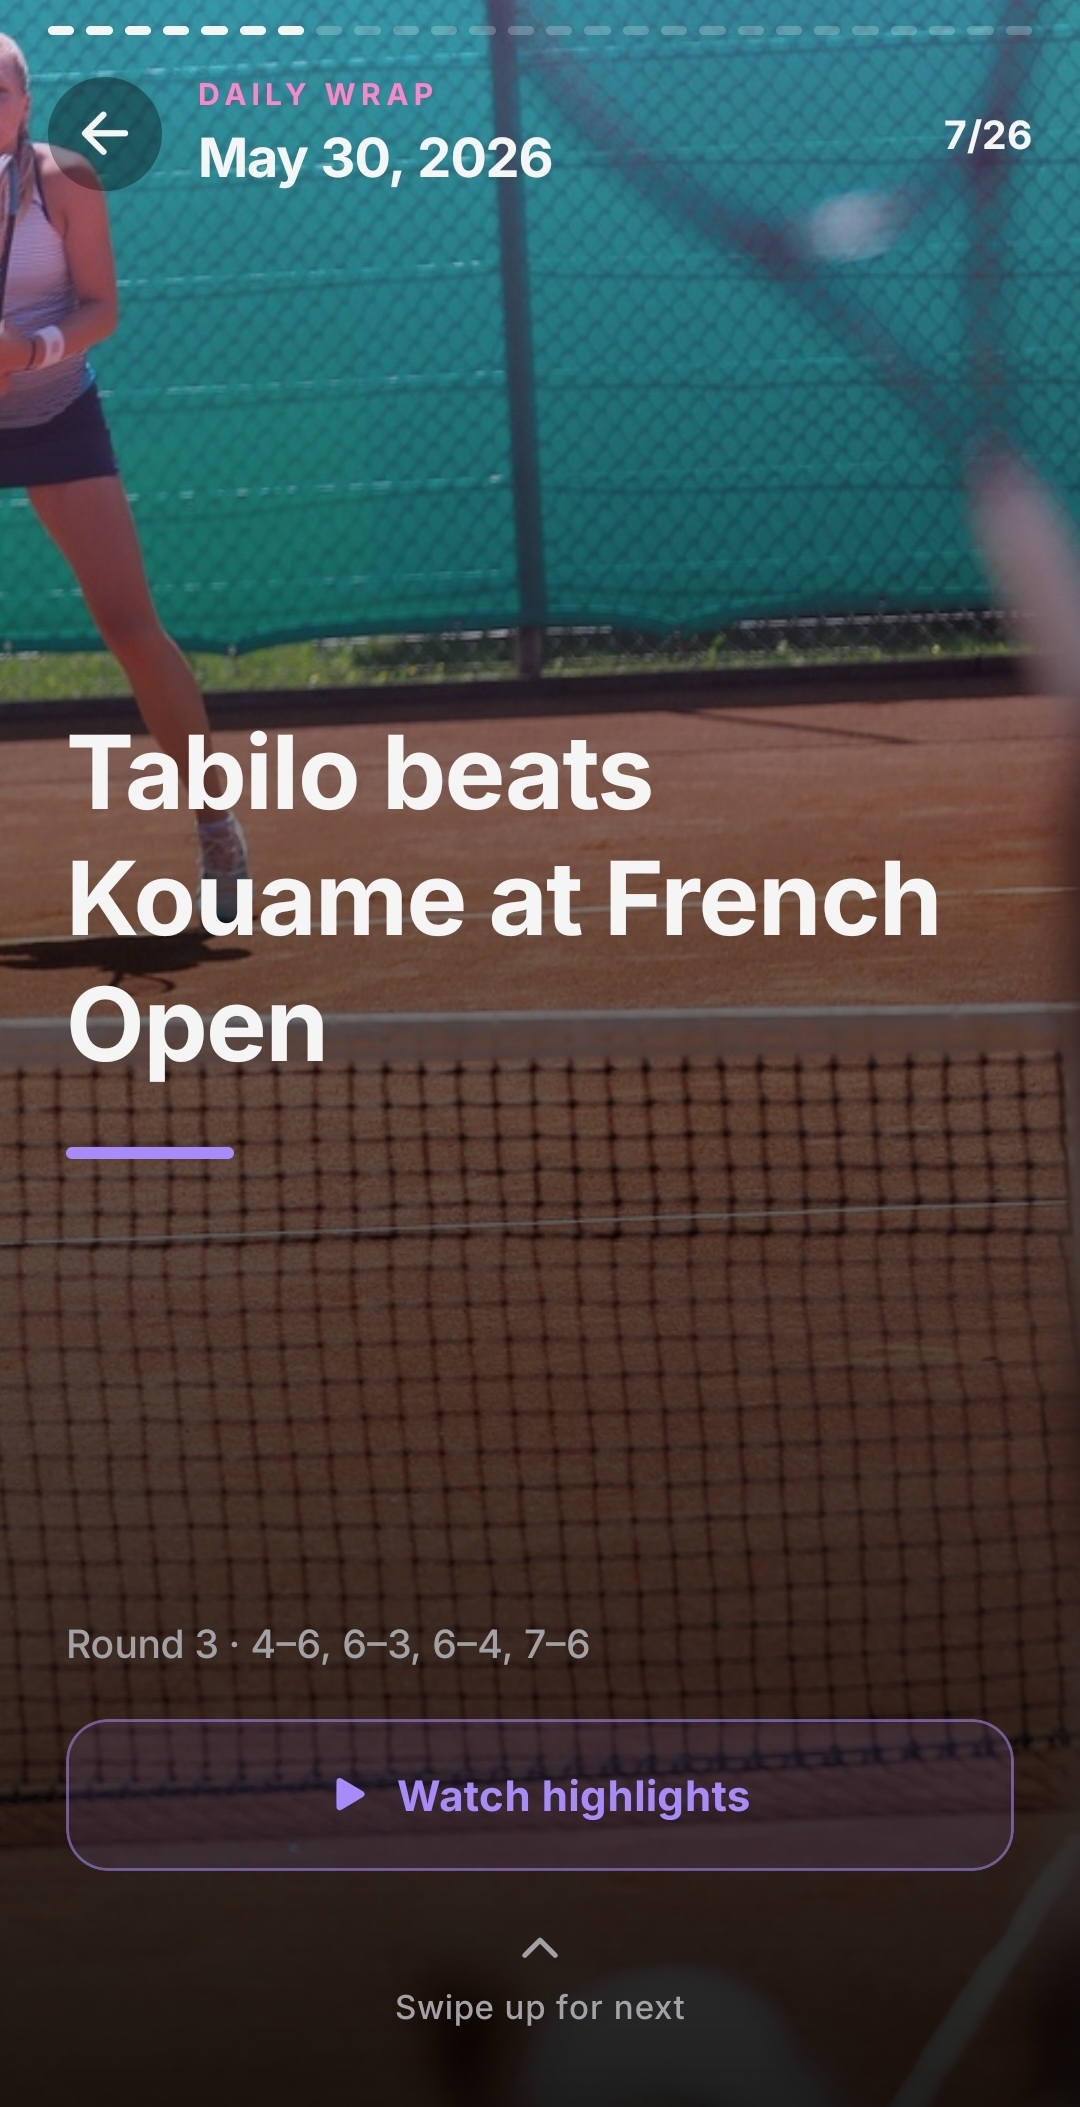 DAILY WRAP
May 30, 2026
7/26
Tabilo beats
Kouame at French
Open
Round 3 · 4–6, 6–3, 6–4, 7–6
Watch highlights
Swipe up for next